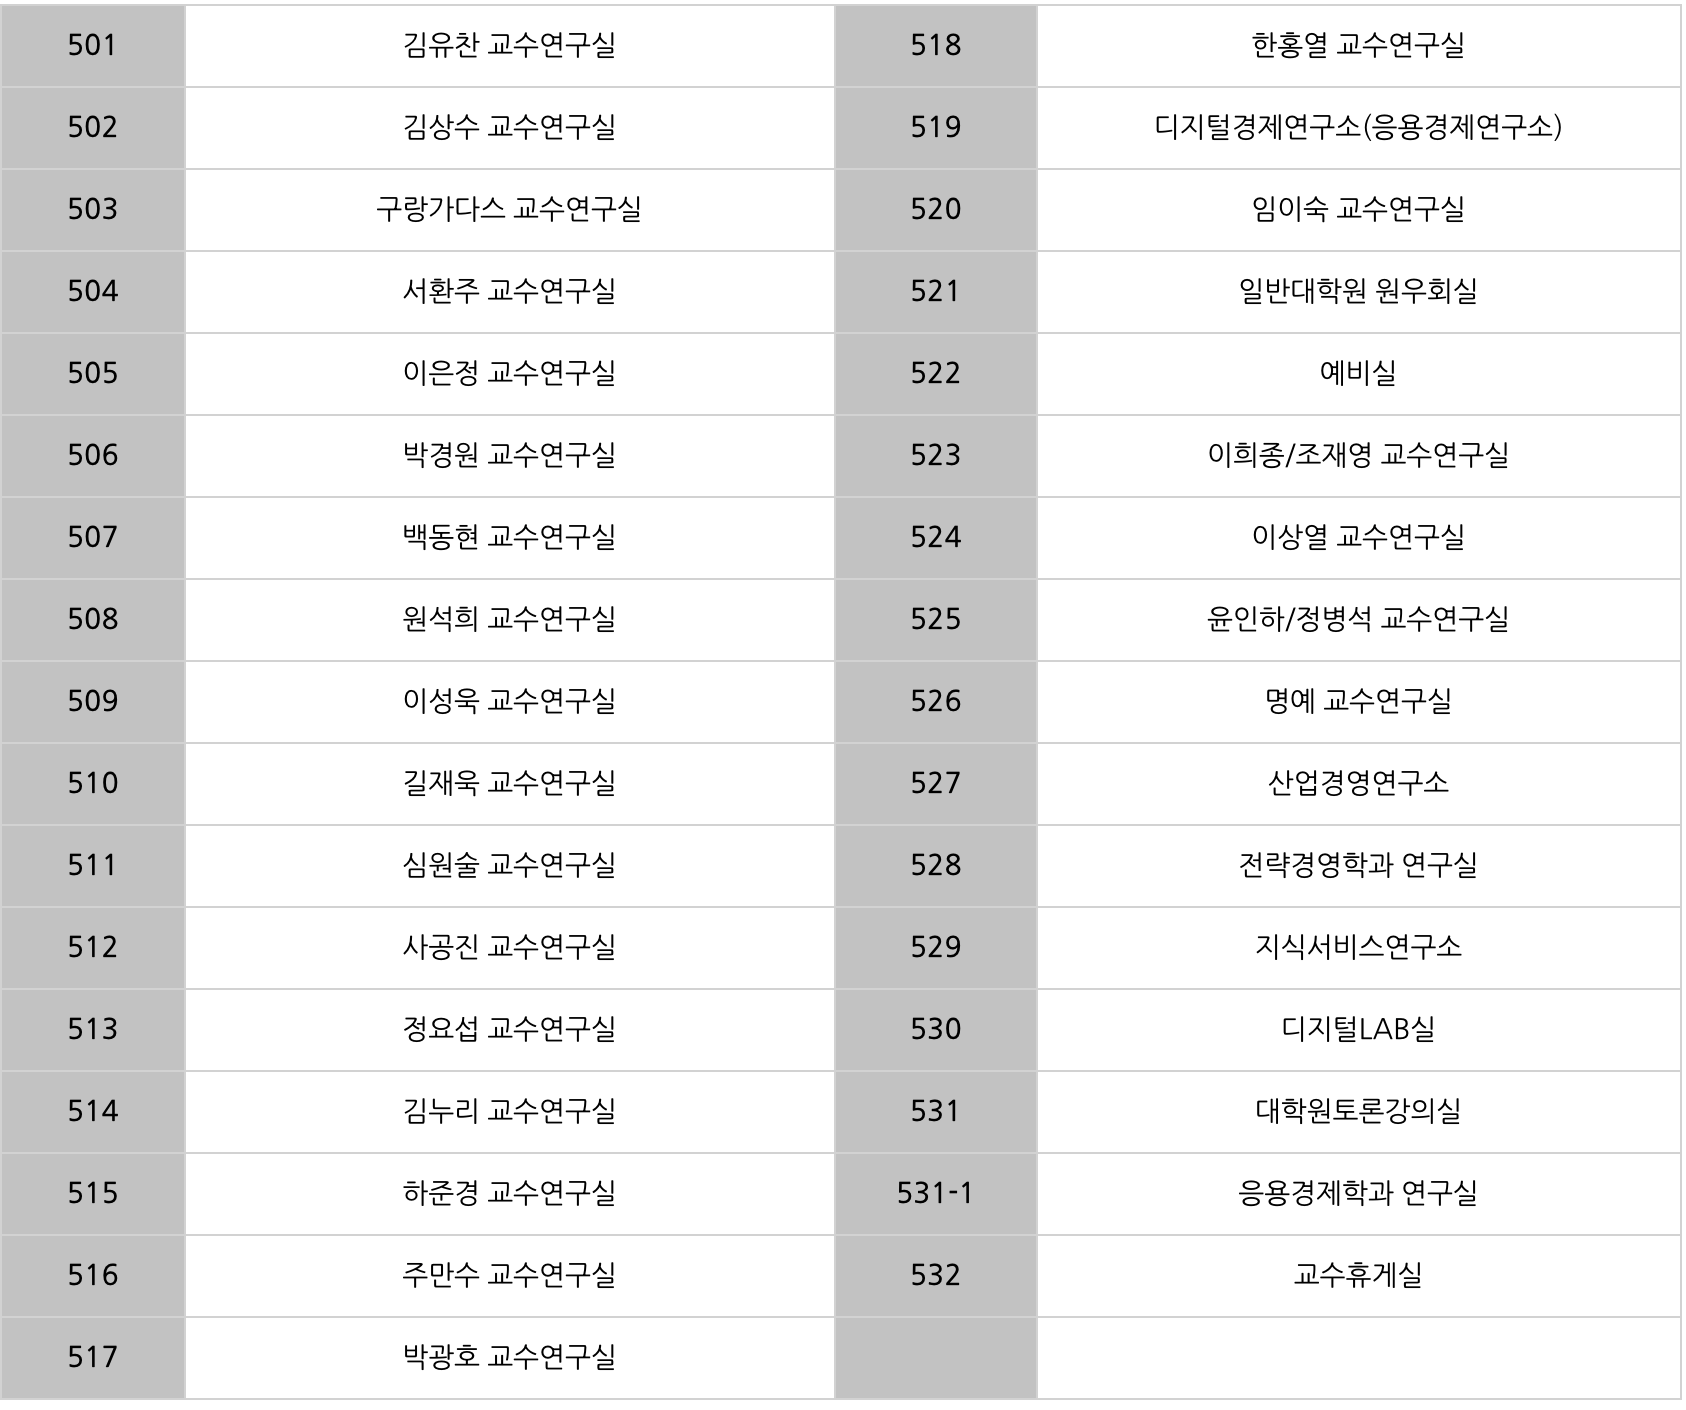 501 김유찬 교수연구실 518 한홍열 교수연구실
502 김상수 교수연구실 519 디지털경제연구소(응용경제연구소)
503 구랑가다스 교수연구실 520 임이숙 교수연구실
504 서환주 교수연구실 521 일반대학원 원우회실
505 이은정 교수연구실 522 예비실
506 박경원 교수연구실 523 이희종/조재영 교수연구실
507 백동현 교수연구실 524 이상열 교수연구실
508 원석희 교수연구실 525 윤인하/정병석 교수연구실
509 이성욱 교수연구실 526 명예 교수연구실
510 길재욱 교수연구실 527 산업경영연구소
511 심원술 교수연구실 528 전략경영학과 연구실
512 사공진 교수연구실 529 지식서비스연구소
513 정요섭 교수연구실 530 디지털LAB실
514 김누리 교수연구실 531 대학원토론강의실
515 하준경 교수연구실 531-1 응용경제학과 연구실
516 주만수 교수연구실 532 교수휴게실
517 박광호 교수연구실